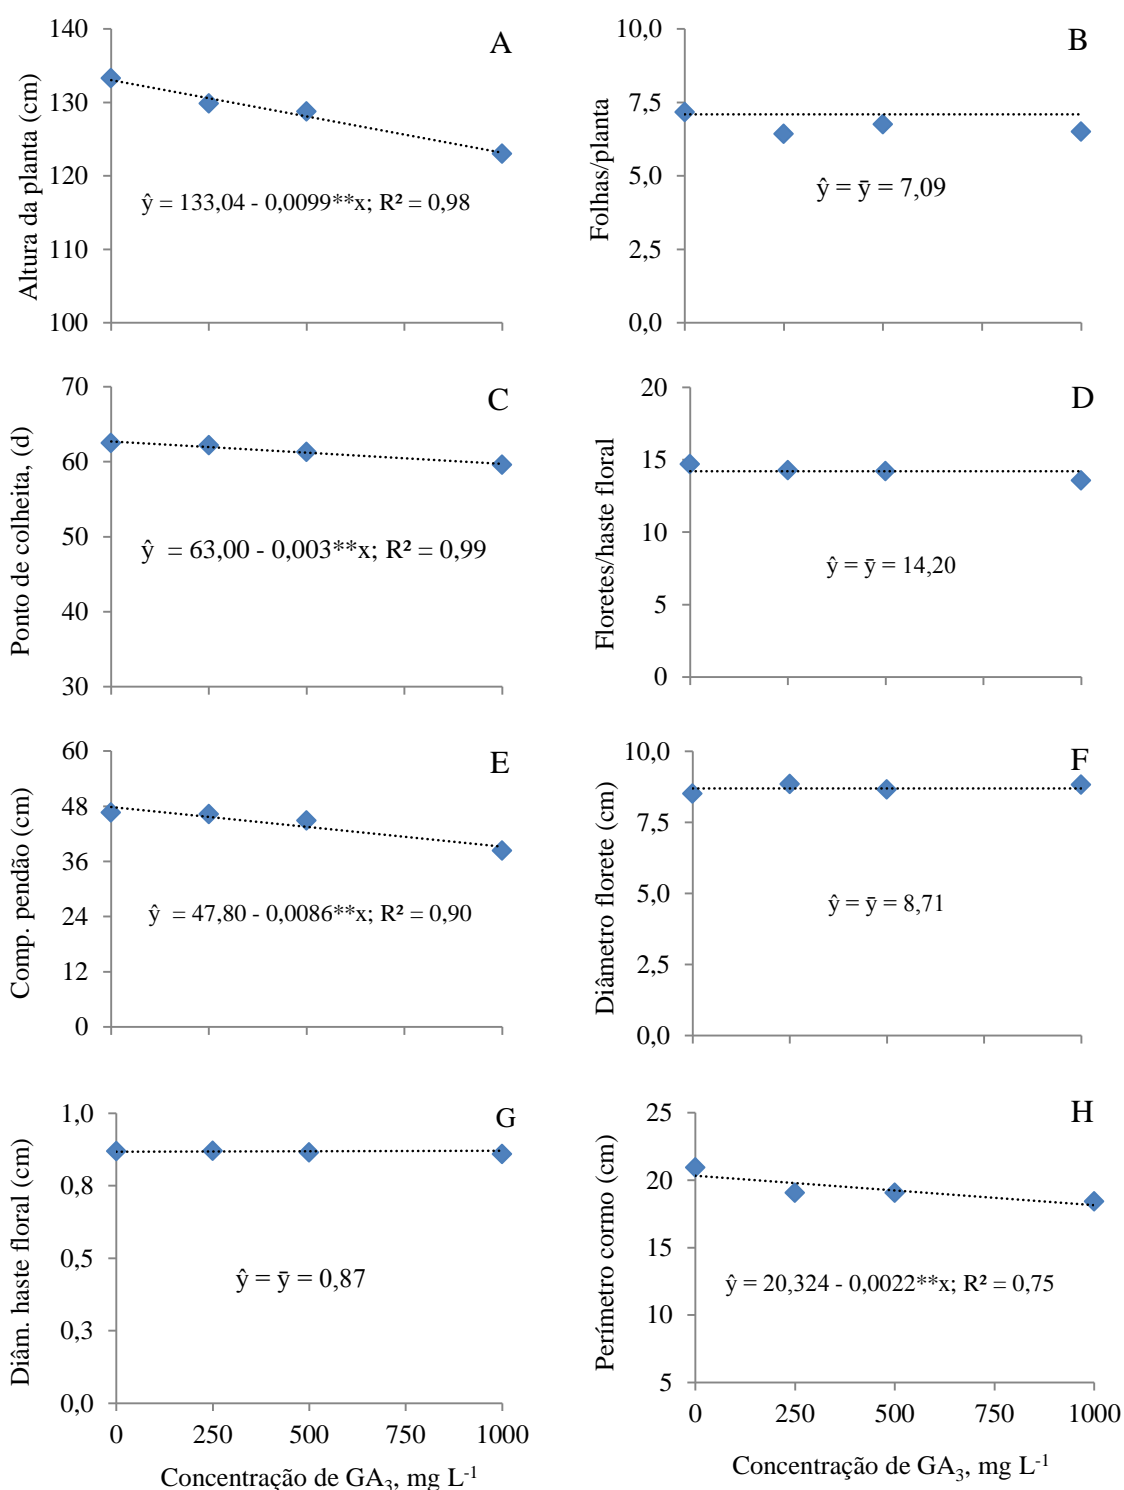 A
140
130
120
110
100
Altura da planta (cm)
ŷ = 133,04 - 0,0099**x; R² = 0,98
B
10,0
7,5
5,0
2,5
0,0
Folhas/planta
ŷ = ȳ = 7,09
C
70
60
50
40
30
Ponto de colheita, (d)
ŷ = 63,00 - 0,003**x; R² = 0,99
D
20
15
10
5
0
Floretes/haste floral
ŷ = ȳ = 14,20
E
60
48
36
24
12
0
Comp. pendão (cm)
ŷ = 47,80 - 0,0086**x; R² = 0,90
F
10,0
7,5
5,0
2,5
0,0
Diâmetro florete (cm)
ŷ = ȳ = 8,71
G
1,0
0,8
0,5
0,3
0,0
Diâm. haste floral (cm)
ŷ = ȳ = 0,87
0 250 500 750 1000
Concentração de GA₃, mg L⁻¹
H
25
20
15
10
5
Perímetro cormo (cm)
ŷ = 20,324 - 0,0022**x; R² = 0,75
0 250 500 750 1000
Concentração de GA₃, mg L⁻¹